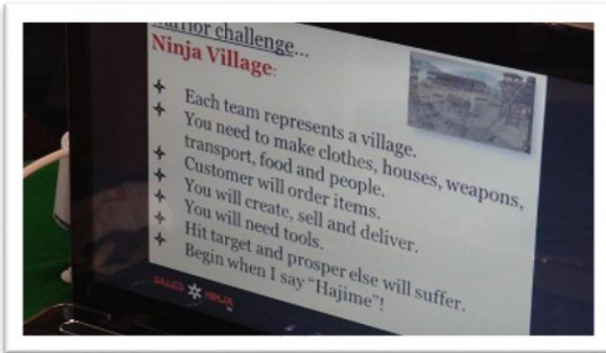 Warrior challenge...
Ninja Village:
Each team represents a village.
You need to make clothes, houses, weapons,
transport, food and people.
Customer will order items.
You will create, sell and deliver.
You will need tools.
Hit target and prosper else will suffer.
Begin when I say "Hajime"!
SALES NINJA